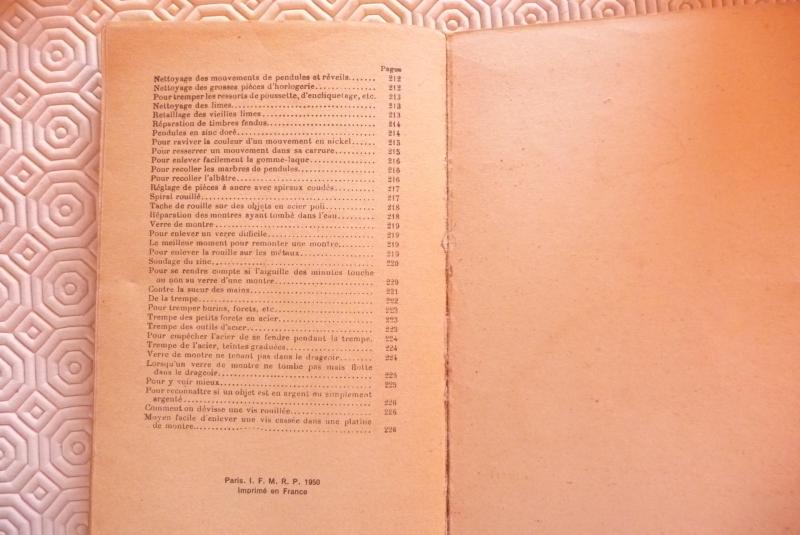 Pages
Nettoyage des mouvements de pendules et réveils....... 212
Nettoyage des grosses pièces d'horlogerie............... 212
Pour tremper les ressorts de poussette, d'encliquetage, etc. 213
Nettoyage des limes................................... 213
Retaillage des vieilles limes............................ 213
Réparation de timbres fendus........................... 214
Pendules en zinc doré.................................. 214
Pour raviver la couleur d'un mouvement en nickel...... 215
Pour resserrer un mouvement dans sa carrure.......... 215
Pour enlever facilement la gomme-laque............... 216
Pour recoller les marbres de pendules.................. 216
Pour recoller l'albâtre.................................. 216
Réglage de pièces à ancre avec spiraux coudés......... 217
Spiral rouillé.......................................... 217
Tache de rouille sur des objets en acier poli............ 218
Réparation des montres ayant tombé dans l'eau........ 218
Verre de montre....................................... 219
Pour enlever un verre difficile.......................... 219
Le meilleur moment pour remonter une montre........ 219
Pour enlever la rouille sur les métaux.................. 219
Soudage du zinc....................................... 220
Pour se rendre compte si l'aiguille des minutes touche
ou non au verre d'une montre....................... 220
Contre la sueur des mains.............................. 221
De la trempe.......................................... 222
Pour tremper burins, forets, etc........................ 223
Trempe des petits forets en acier....................... 223
Trempe des outils d'acier............................... 223
Pour empêcher l'acier de se fendre pendant la trempe. 224
Trempe de l'acier, teintes graduées..................... 224
Verre de montre ne tenant pas dans le drageoir........ 224
Lorsqu'un verre de montre ne tombe pas mais flotte
dans le drageoir..................................... 225
Pour y voir mieux..................................... 225
Pour reconnaître si un objet est en argent ou simplement
argenté............................................. 226
Comment on dévisse une vis rouillée................... 226
Moyen facile d'enlever une vis cassée dans une platine
de montre........................................... 226
Paris. I. F. M. R. P. 1950
Imprimé en France